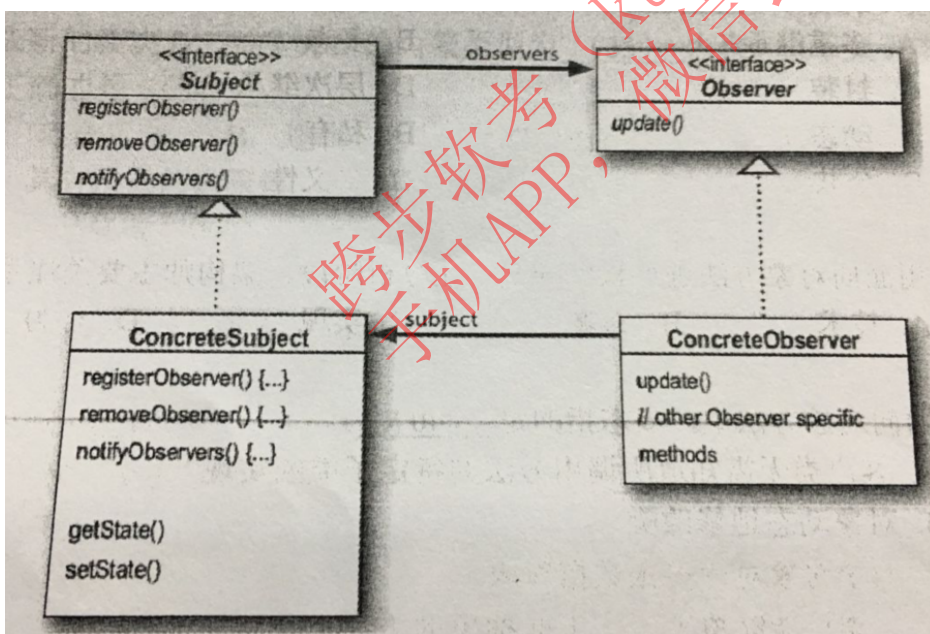 <<interface>>
Subject
registerObserver()
removeObserver()
notifyObservers()
observers
<<interface>>
Observer
update()
ConcreteSubject
registerObserver() {...}
removeObserver() {...}
notifyObservers() {...}
getState()
setState()
subject
ConcreteObserver
update()
// other Observer specific
methods
跨步软考
手机APP，微信